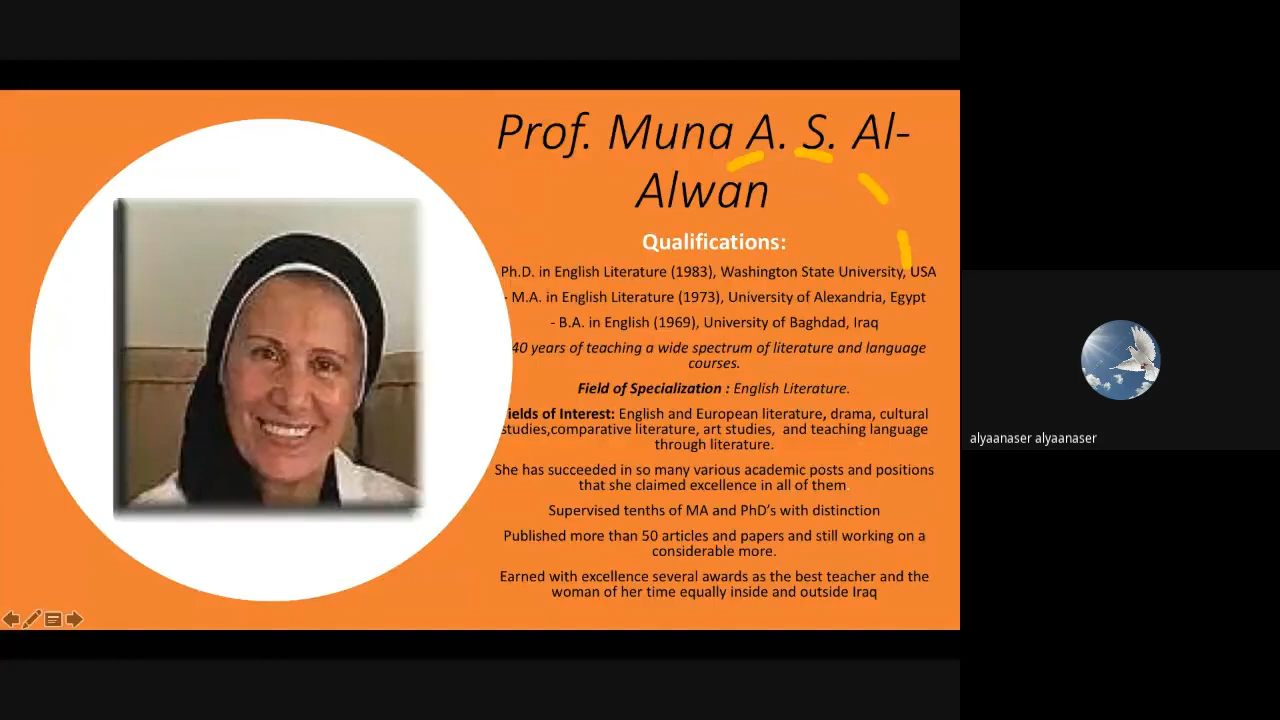 Prof. Muna A. S. Al-
Alwan
Qualifications:
Ph.D. in English Literature (1983), Washington State University, USA
- M.A. in English Literature (1973), University of Alexandria, Egypt
- B.A. in English (1969), University of Baghdad, Iraq
40 years of teaching a wide spectrum of literature and language
courses.
Field of Specialization : English Literature.
ields of Interest: English and European literature, drama, cultural
studies,comparative literature, art studies,  and teaching language
through literature.
She has succeeded in so many various academic posts and positions
that she claimed excellence in all of them.
Supervised tenths of MA and PhD's with distinction
Published more than 50 articles and papers and still working on a
considerable more.
Earned with excellence several awards as the best teacher and the
woman of her time equally inside and outside Iraq
alyaanaser alyaanaser